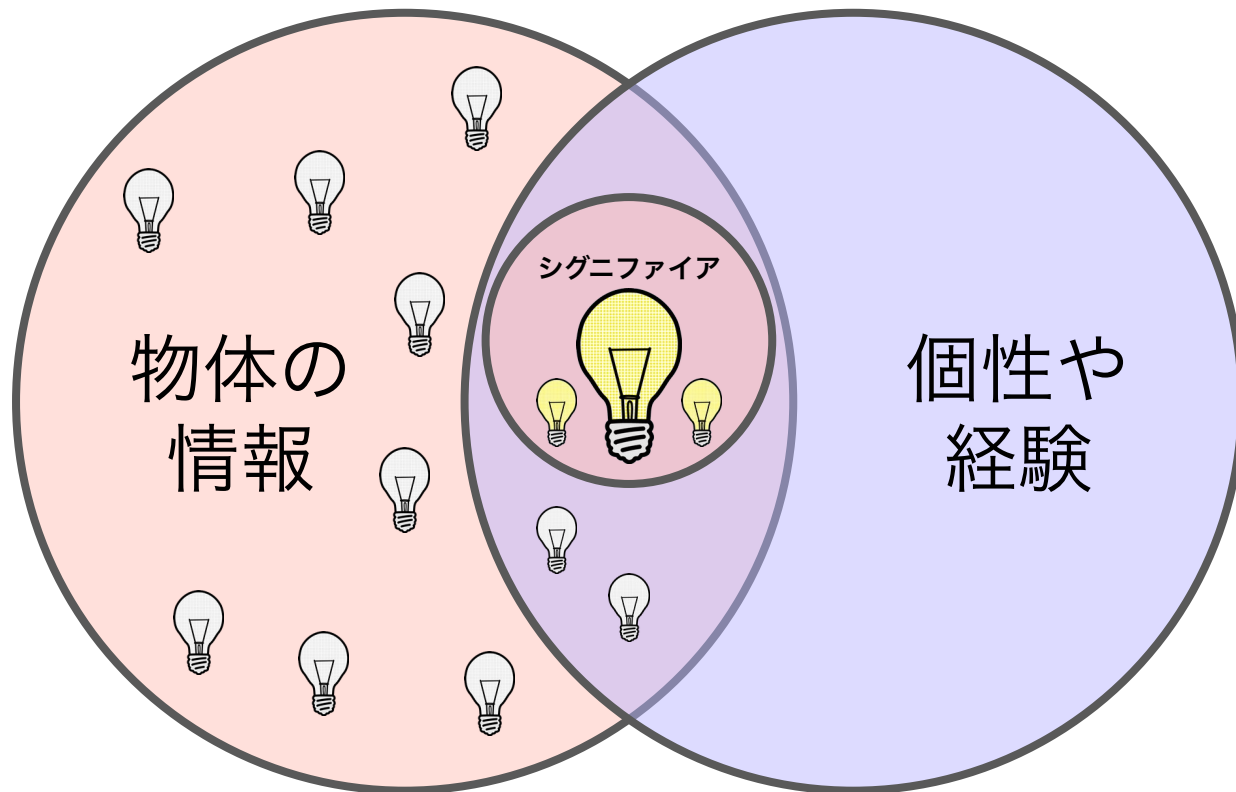 シグニファイア
物体の
情報
個性や
経験